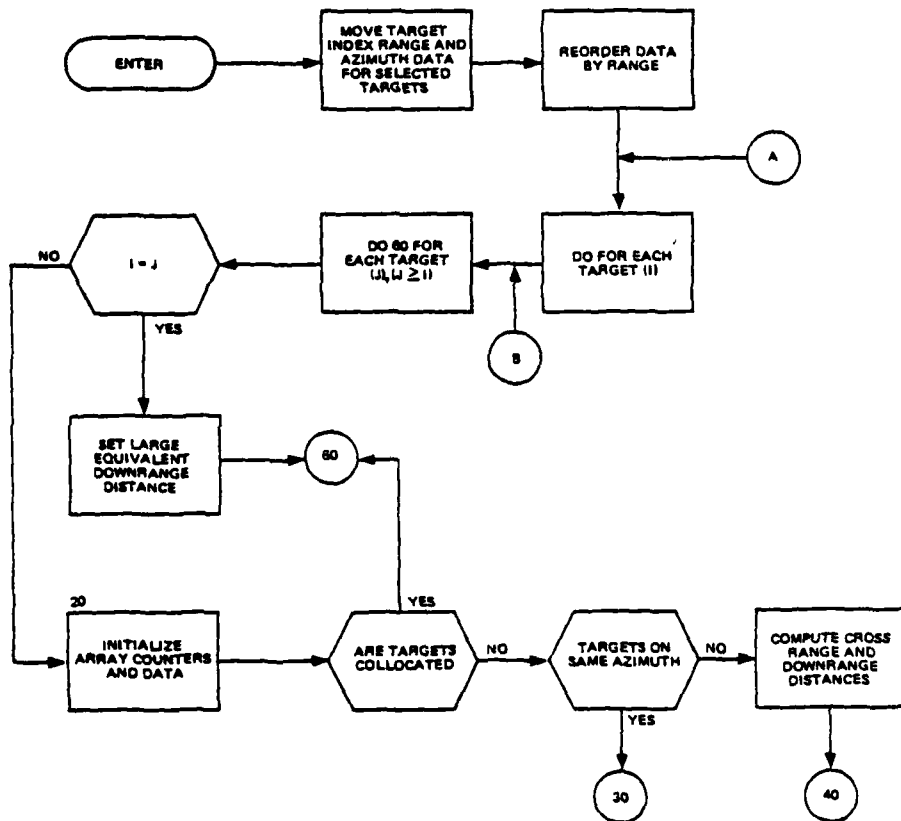 ENTER
MOVE TARGET
INDEX RANGE AND
AZIMUTH DATA
FOR SELECTED
TARGETS
REORDER DATA
BY RANGE
A
DO FOR EACH
TARGET (I)
DO 60 FOR
EACH TARGET
(J), (J ≥ I)
B
I = J
NO
YES
SET LARGE
EQUIVALENT
DOWNRANGE
DISTANCE
60
20
INITIALIZE
ARRAY COUNTERS
AND DATA
YES
ARE TARGETS
COLLOCATED
NO
TARGETS ON
SAME AZIMUTH
NO
YES
COMPUTE CROSS
RANGE AND
DOWNRANGE
DISTANCES
30
40